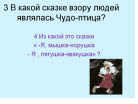 3 В какой сказке взору людей
являлась Чудо-птица?
4 Из какой это сказки
« -Я, мышка-норушка
- Я , лягушка-квакушка» ?